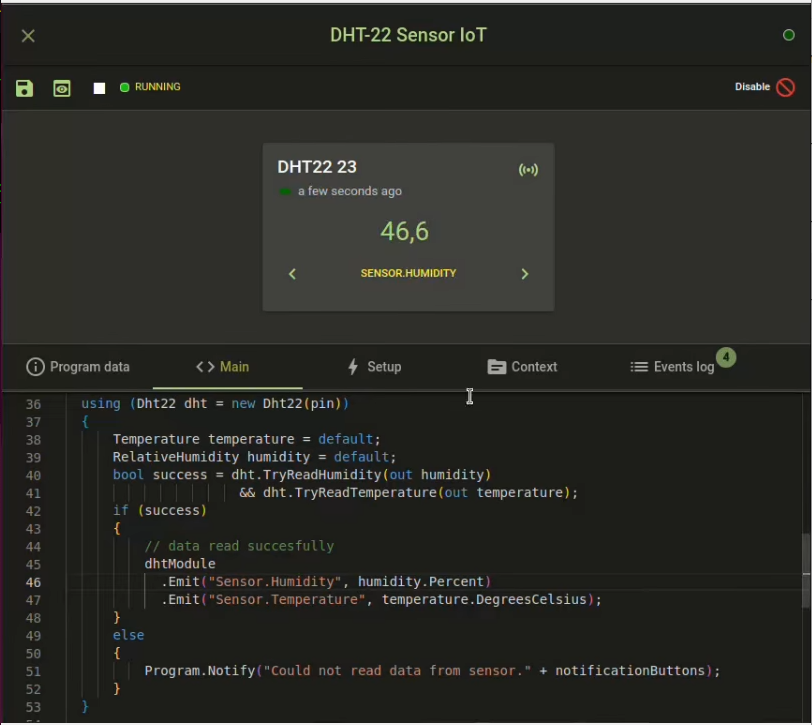 DHT-22 Sensor IoT
RUNNING
Disable
DHT22 23
a few seconds ago
46,6
SENSOR.HUMIDITY
Program data
Main
Setup
Context
Events log
4
36 using (Dht22 dht = new Dht22(pin))
37 {
38 Temperature temperature = default;
39 RelativeHumidity humidity = default;
40 bool success = dht.TryReadHumidity(out humidity)
41 && dht.TryReadTemperature(out temperature);
42 if (success)
43 {
44 // data read succesfully
45 dhtModule
46 .Emit("Sensor.Humidity", humidity.Percent)
47 .Emit("Sensor.Temperature", temperature.DegreesCelsius);
48 }
49 else
50 {
51 Program.Notify("Could not read data from sensor." + notificationButtons);
52 }
53 }